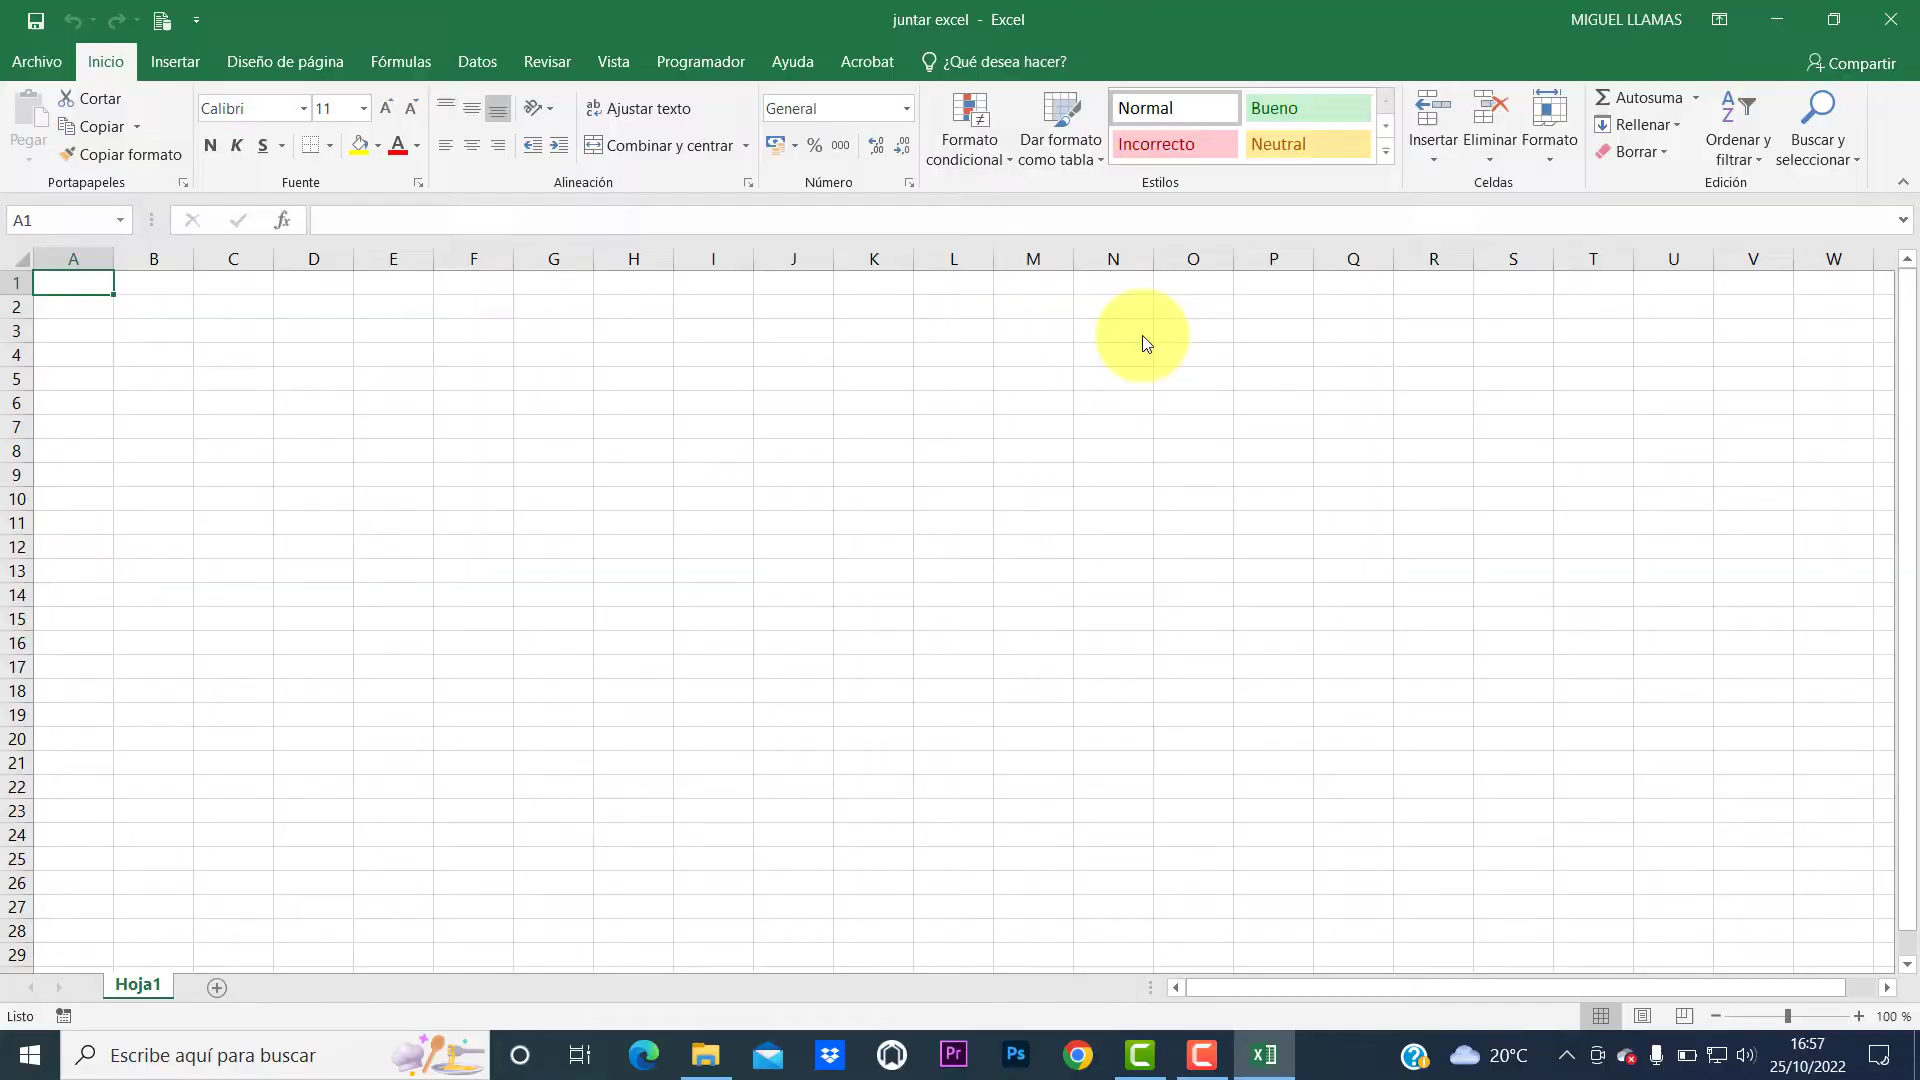 juntar excel - Excel
MIGUEL LLAMAS
Archivo Inicio Insertar Diseño de página Fórmulas Datos Revisar Vista Programador Ayuda Acrobat ¿Qué desea hacer? Compartir
Pegar
Cortar
Copiar
Copiar formato
Portapapeles
Calibri 11
N K S
Fuente
Ajustar texto
Combinar y centrar
Alineación
General
% 000
Número
Formato condicional
Dar formato como tabla
Normal Bueno
Incorrecto Neutral
Estilos
Insertar Eliminar Formato
Celdas
Autosuma
Rellenar
Borrar
Ordenar y filtrar
Buscar y seleccionar
Edición
A1 fx
A B C D E F G H I J K L M N O P Q R S T U V W
1
2
3
4
5
6
7
8
9
10
11
12
13
14
15
16
17
18
19
20
21
22
23
24
25
26
27
28
29
Hoja1
Listo 100 %
Escribe aquí para buscar
Pr Ps
20°C
16:57
25/10/2022